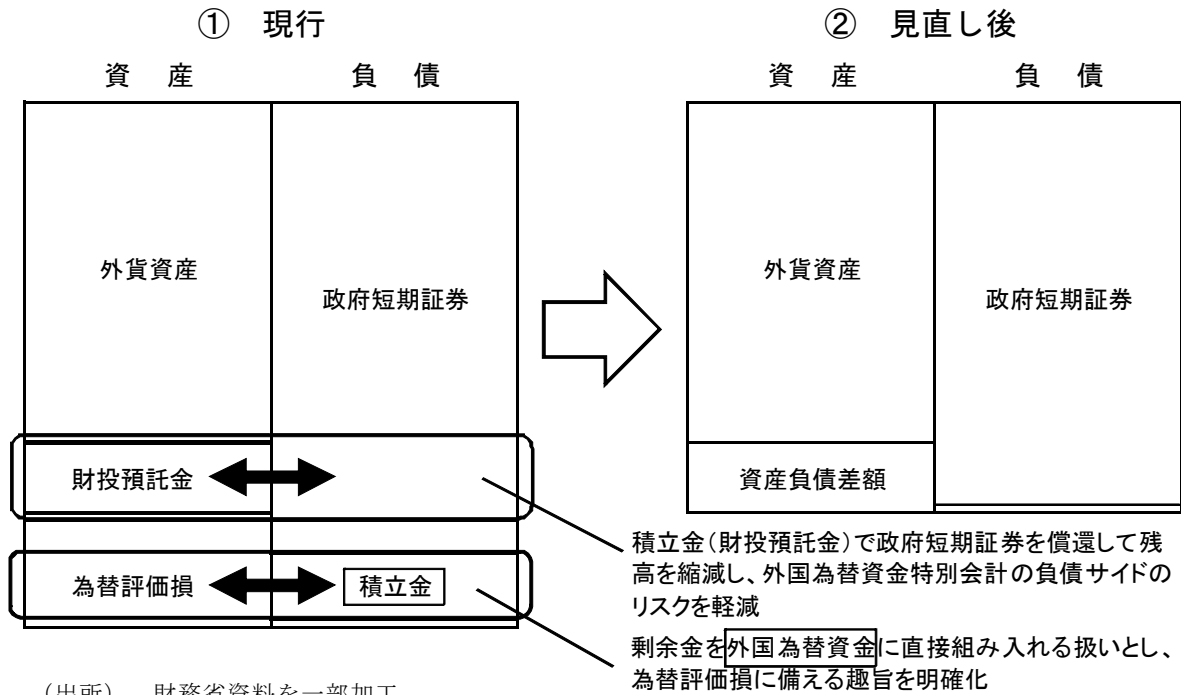 ① 現行
資 産 負 債
外貨資産
政府短期証券
財投預託金
為替評価損
積立金
② 見直し後
資 産 負 債
外貨資産
政府短期証券
資産負債差額
積立金(財投預託金)で政府短期証券を償還して残
高を縮減し、外国為替資金特別会計の負債サイドの
リスクを軽減
剰余金を外国為替資金に直接組み入れる扱いとし、
為替評価損に備える趣旨を明確化
(出所) 財務省資料を一部加工